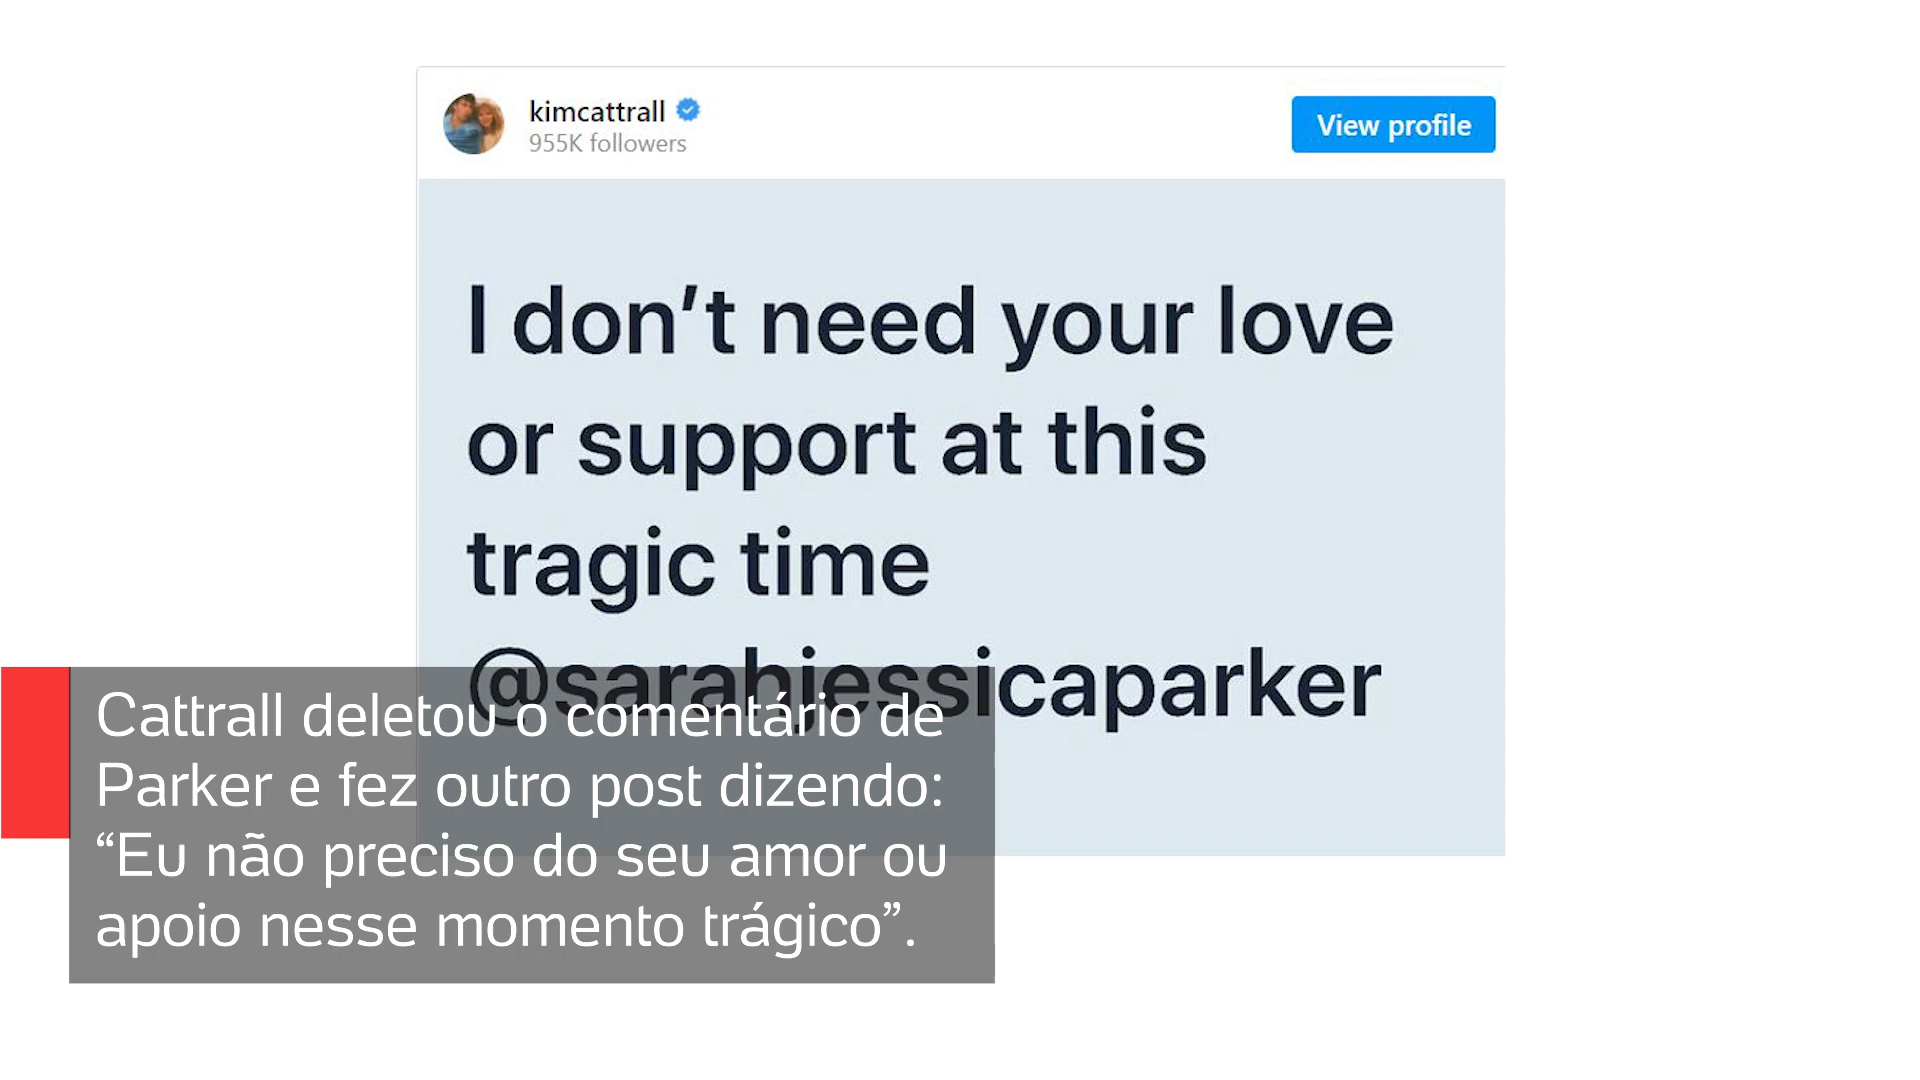 kimcattrall
955K followers
View profile
I don’t need your love
or support at this
tragic time
@sarahjessicaparker
Cattrall deletou o comentário de
Parker e fez outro post dizendo:
“Eu não preciso do seu amor ou
apoio nesse momento trágico”.